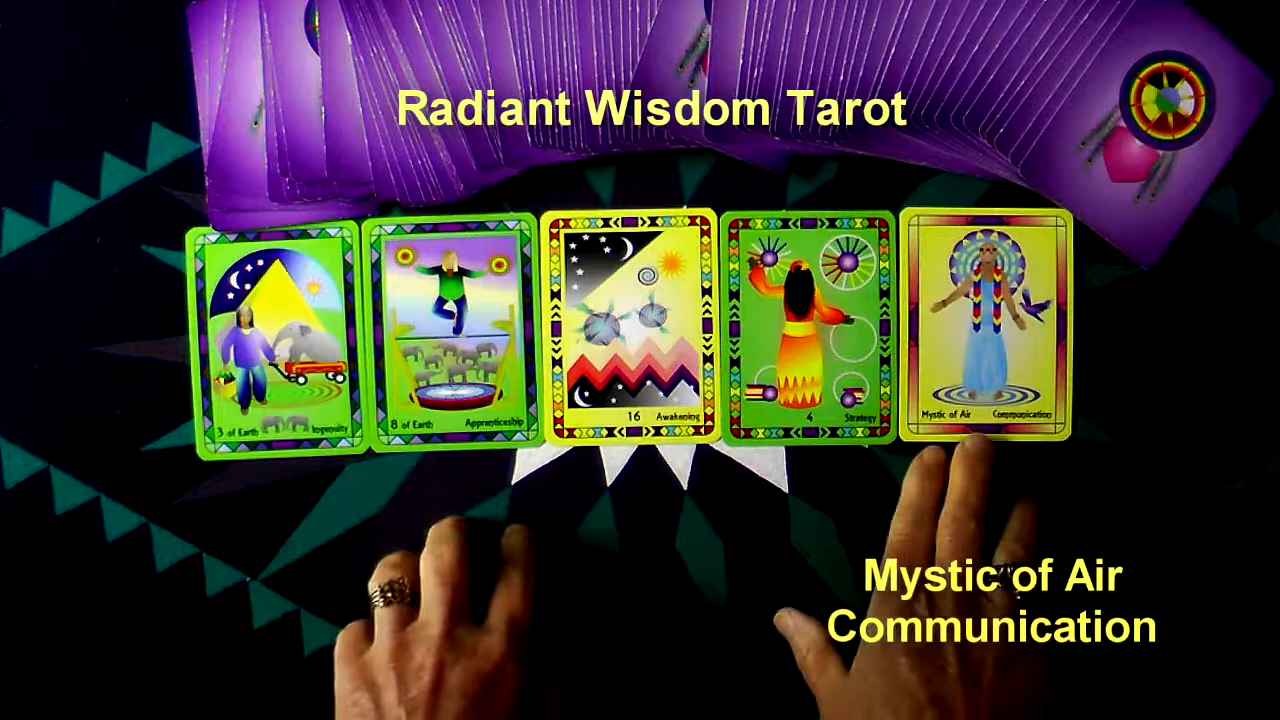 Radiant Wisdom Tarot
3 of Earth Ingenuity
8 of Earth Apprenticeship
16 Awakening
4 Strategy
Mystic of Air Communication
Mystic of Air
Communication